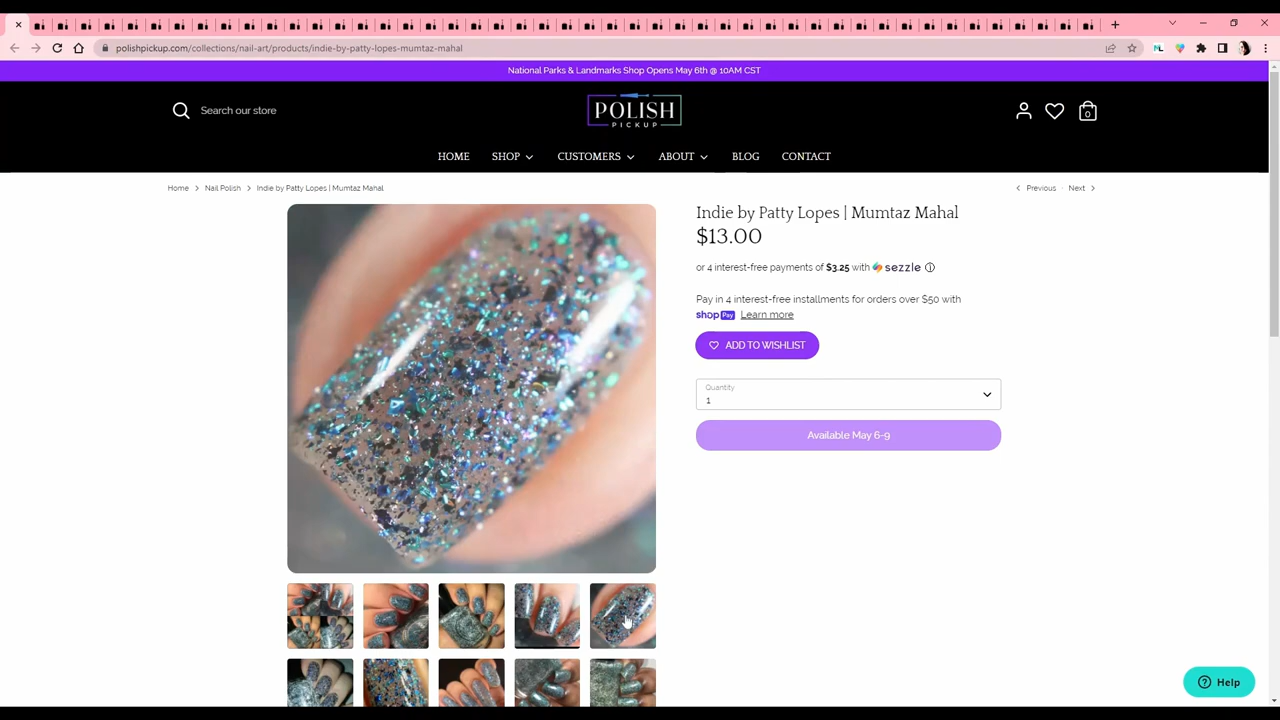 polishpickup.com/collections/nail-art/products/indie-by-patty-lopes-mumtaz-mahal
National Parks & Landmarks Shop Opens May 6th @ 10AM CST
Search our store
POLISH
PICKUP
0
HOME SHOP CUSTOMERS ABOUT BLOG CONTACT
Home > Nail Polish > Indie by Patty Lopes | Mumtaz Mahal
< Previous · Next >
Indie by Patty Lopes | Mumtaz Mahal
$13.00
or 4 interest-free payments of $3.25 with sezzle
Pay in 4 interest-free installments for orders over $50 with
shop Pay Learn more
ADD TO WISHLIST
Quantity
1
Available May 6-9
Help